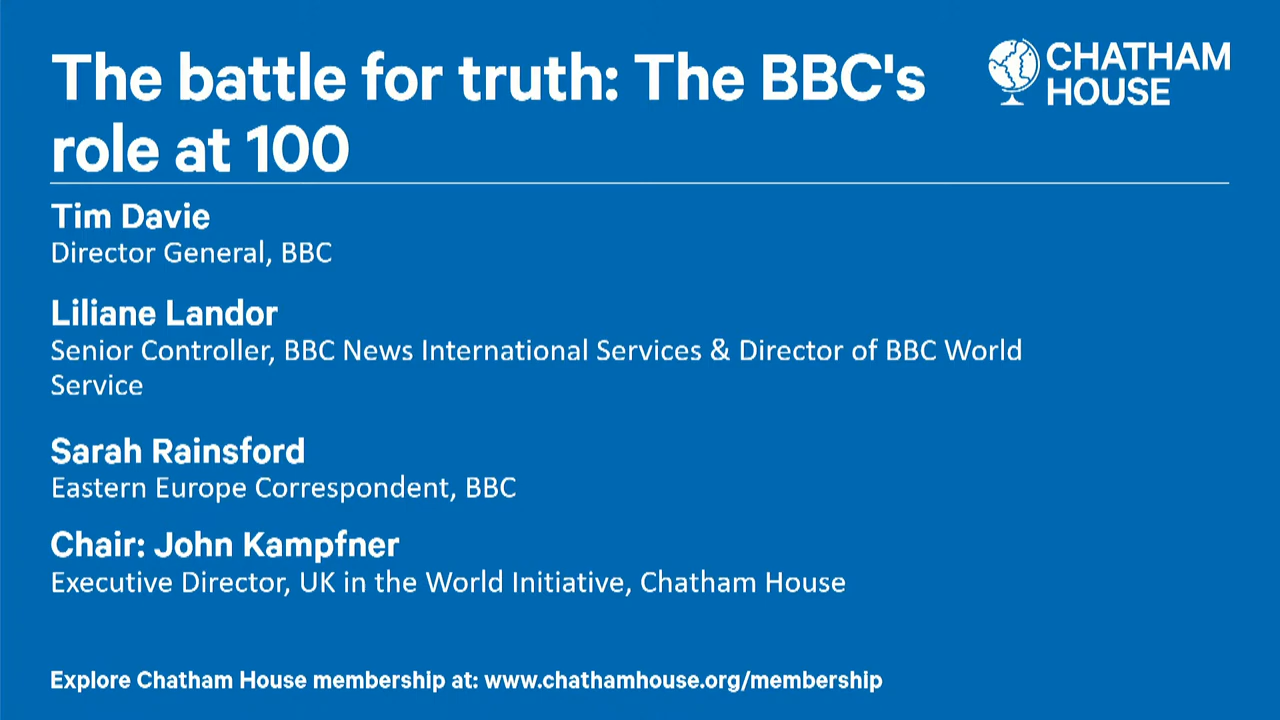 The battle for truth: The BBC's
role at 100
CHATHAM
HOUSE
Tim Davie
Director General, BBC
Liliane Landor
Senior Controller, BBC News International Services & Director of BBC World
Service
Sarah Rainsford
Eastern Europe Correspondent, BBC
Chair: John Kampfner
Executive Director, UK in the World Initiative, Chatham House
Explore Chatham House membership at: www.chathamhouse.org/membership